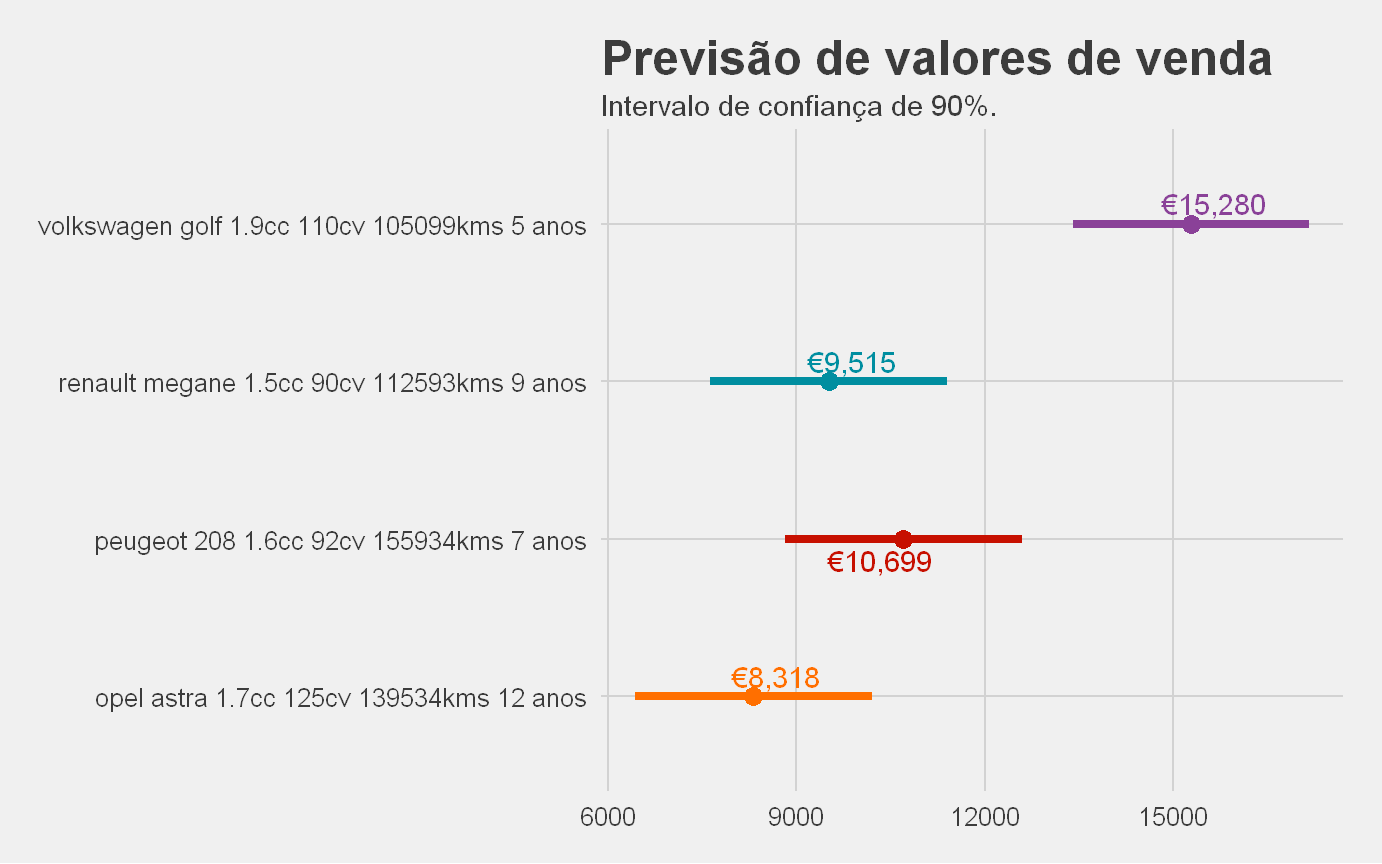 Previsão de valores de venda
Intervalo de confiança de 90%.
volkswagen golf 1.9cc 110cv 105099kms 5 anos
€15,280
renault megane 1.5cc 90cv 112593kms 9 anos
€9,515
peugeot 208 1.6cc 92cv 155934kms 7 anos
€10,699
opel astra 1.7cc 125cv 139534kms 12 anos
€8,318
6000 9000 12000 15000